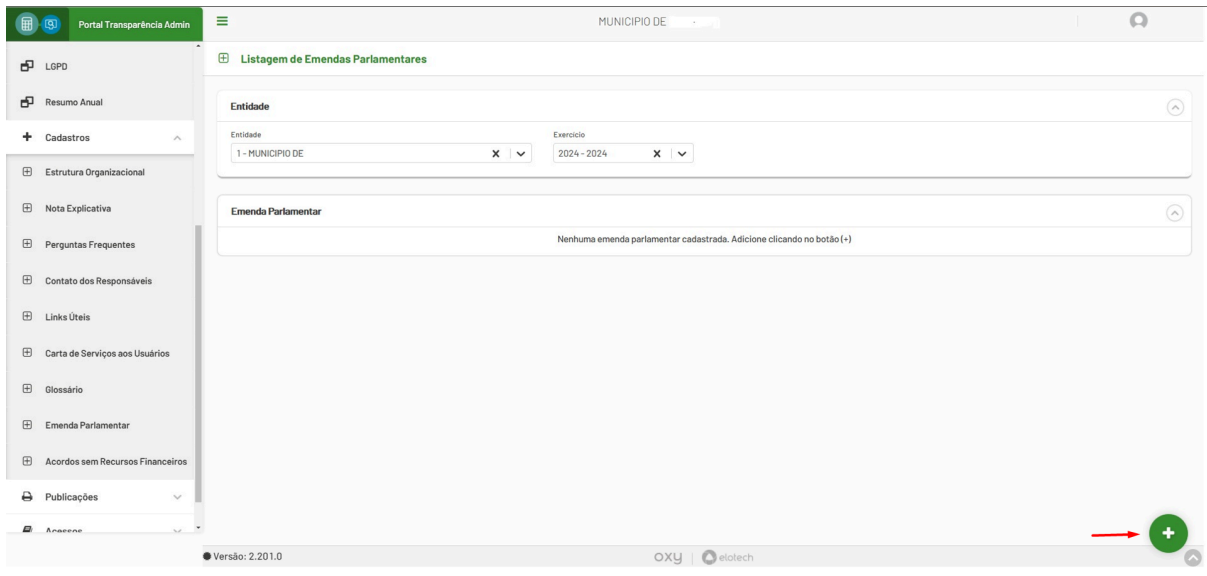 Portal Transparência Admin
MUNICIPIO DE
LGPD
Resumo Anual
Cadastros
Estrutura Organizacional
Nota Explicativa
Perguntas Frequentes
Contato dos Responsáveis
Links Úteis
Carta de Serviços aos Usuários
Glossário
Emenda Parlamentar
Acordos sem Recursos Financeiros
Publicações
Acessos
Listagem de Emendas Parlamentares
Entidade
Entidade
Exercício
1 - MUNICIPIO DE
2024 - 2024
Emenda Parlamentar
Nenhuma emenda parlamentar cadastrada. Adicione clicando no botão (+)
Versão: 2.201.0
oxy
elotech